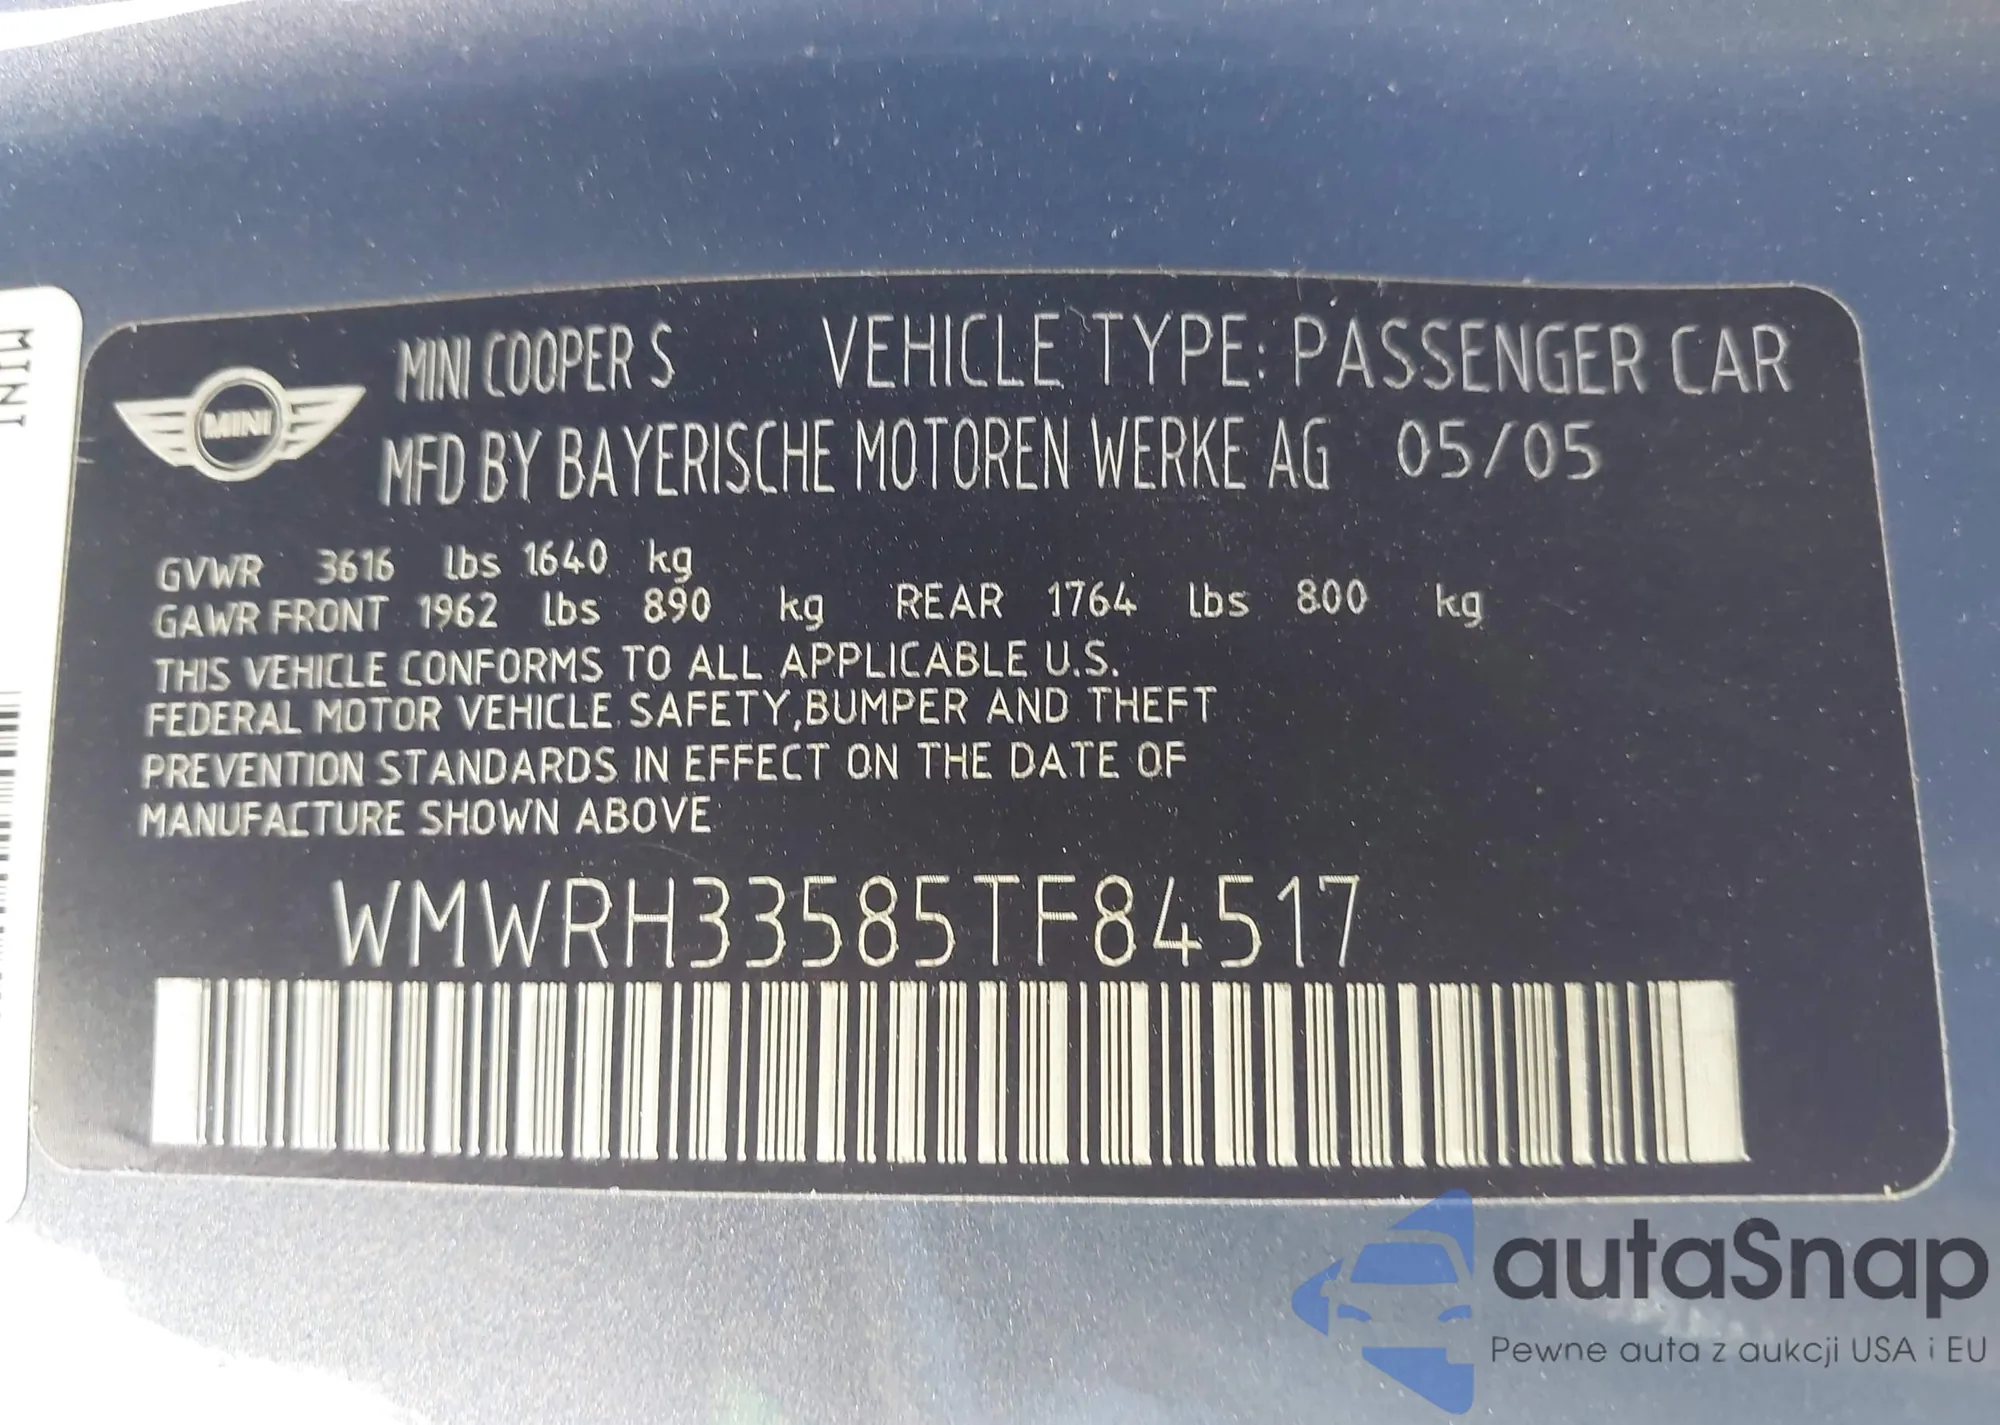 MINI
MINI COOPER S VEHICLE TYPE: PASSENGER CAR
MINI
MFD BY BAYERISCHE MOTOREN WERKE AG 05/05
GVWR 3616 lbs 1640 kg
GAWR FRONT 1962 lbs 890 kg REAR 1764 lbs 800 kg
THIS VEHICLE CONFORMS TO ALL APPLICABLE U.S.
FEDERAL MOTOR VEHICLE SAFETY,BUMPER AND THEFT
PREVENTION STANDARDS IN EFFECT ON THE DATE OF
MANUFACTURE SHOWN ABOVE
WMWRH33585TF84517
autaSnap
Pewne auta z aukcji USA i EU